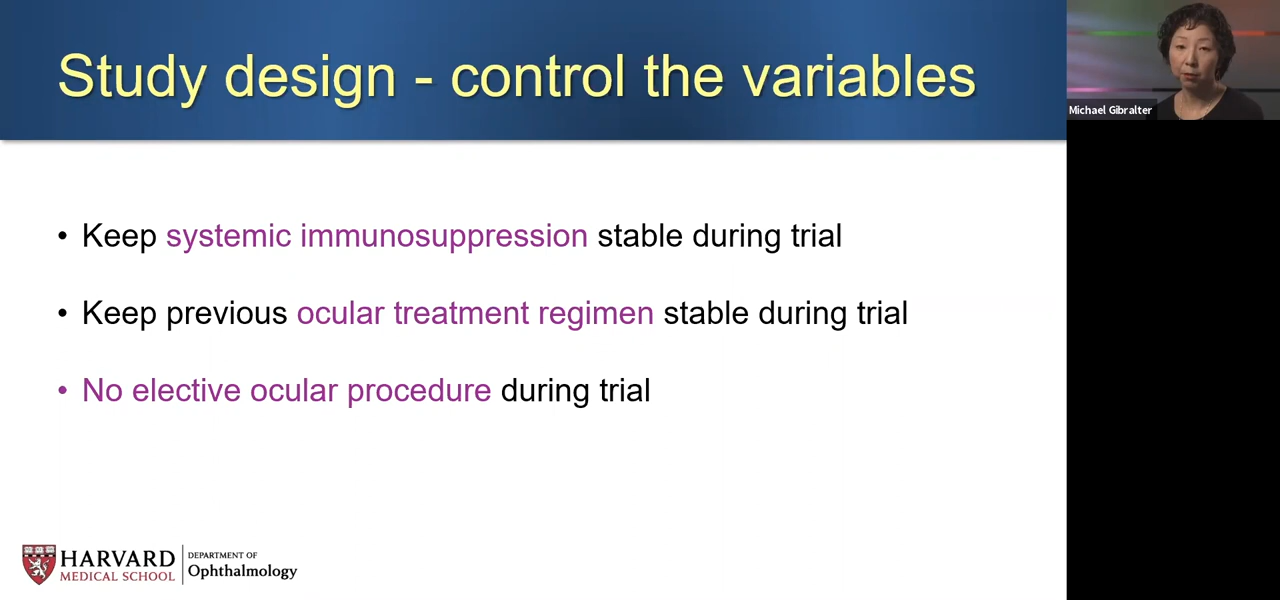 Study design - control the variables
Michael Gibralter
• Keep systemic immunosuppression stable during trial
• Keep previous ocular treatment regimen stable during trial
• No elective ocular procedure during trial
HARVARD
MEDICAL SCHOOL
DEPARTMENT OF
Ophthalmology